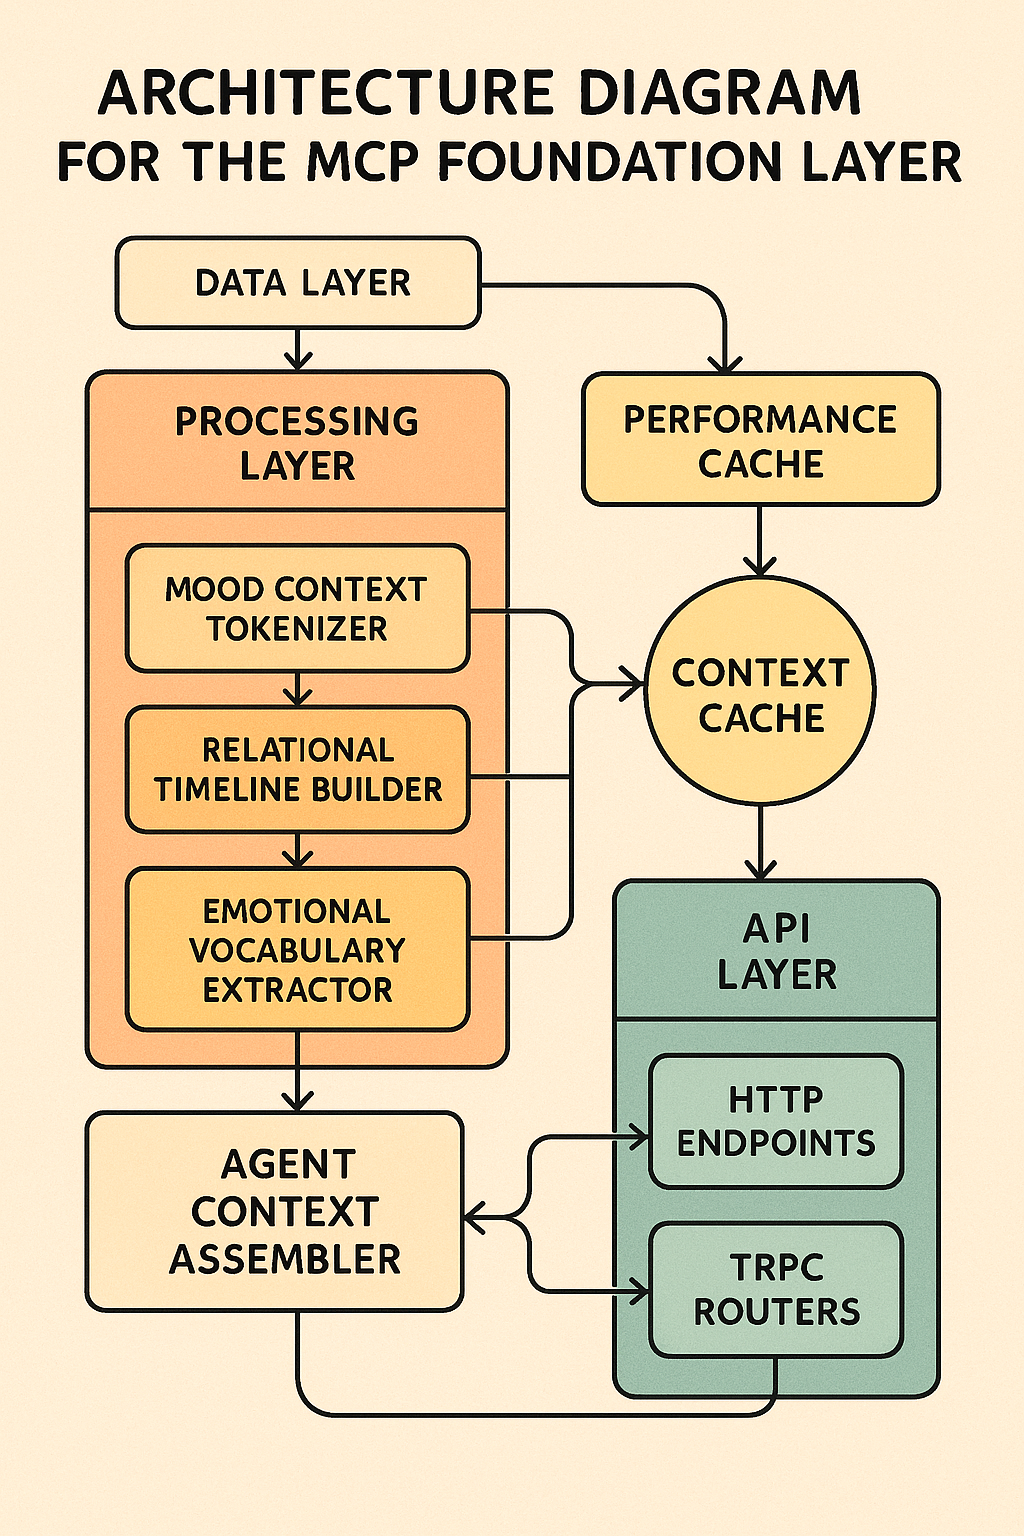 ARCHITECTURE DIAGRAM
FOR THE MCP FOUNDATION LAYER
DATA LAYER
PROCESSING
LAYER
PERFORMANCE
CACHE
MOOD CONTEXT
TOKENIZER
RELATIONAL
TIMELINE BUILDER
EMOTIONAL
VOCABULARY
EXTRACTOR
CONTEXT
CACHE
API
LAYER
HTTP
ENDPOINTS
TRPC
ROUTERS
AGENT
CONTEXT
ASSEMBLER